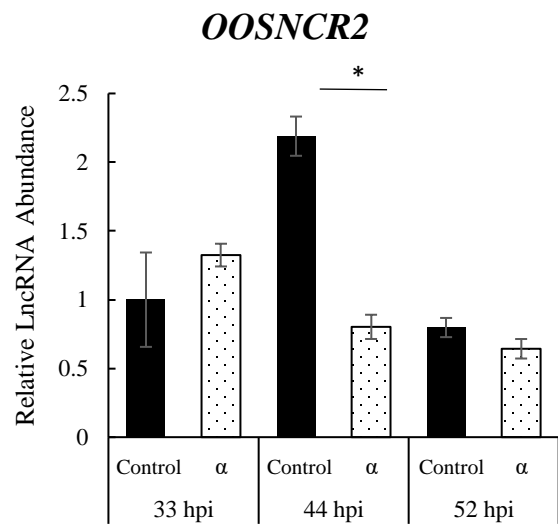 OOSNCR2
*
Relative LncRNA Abundance
2.5
2
1.5
1
0.5
0
Control α Control α Control α
33 hpi 44 hpi 52 hpi